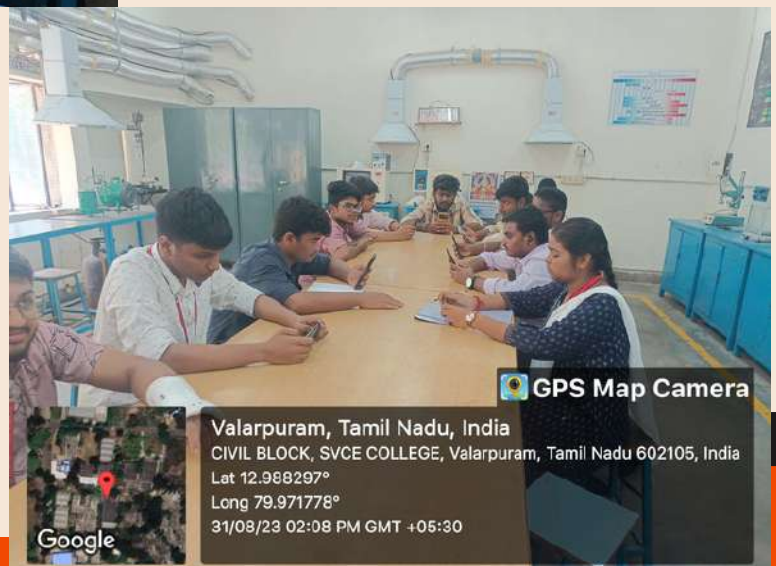 GPS Map Camera
Valarpuram, Tamil Nadu, India
CIVIL BLOCK, SVCE COLLEGE, Valarpuram, Tamil Nadu 602105, India
Lat 12.988297°
Long 79.971778°
31/08/23 02:08 PM GMT +05:30
Google